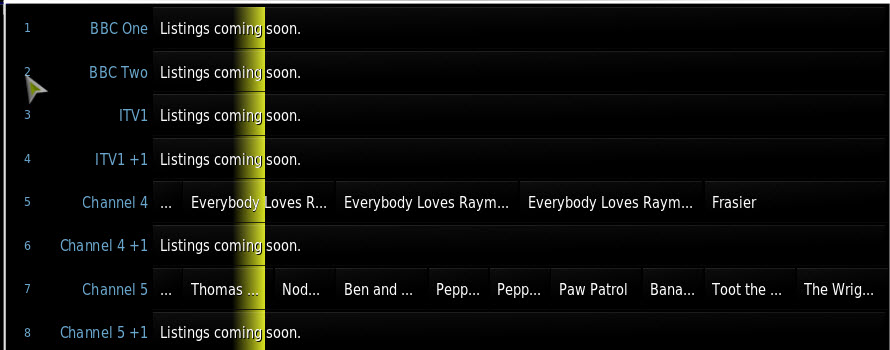 1 BBC One Listings coming soon.
2 BBC Two Listings coming soon.
3 ITV1 Listings coming soon.
4 ITV1 +1 Listings coming soon.
5 Channel 4 ... Everybody Loves R... Everybody Loves Raym... Everybody Loves Raym... Frasier
6 Channel 4 +1 Listings coming soon.
7 Channel 5 ... Thomas ... Nod... Ben and ... Pepp... Pepp... Paw Patrol Bana... Toot the ... The Wrig...
8 Channel 5 +1 Listings coming soon.